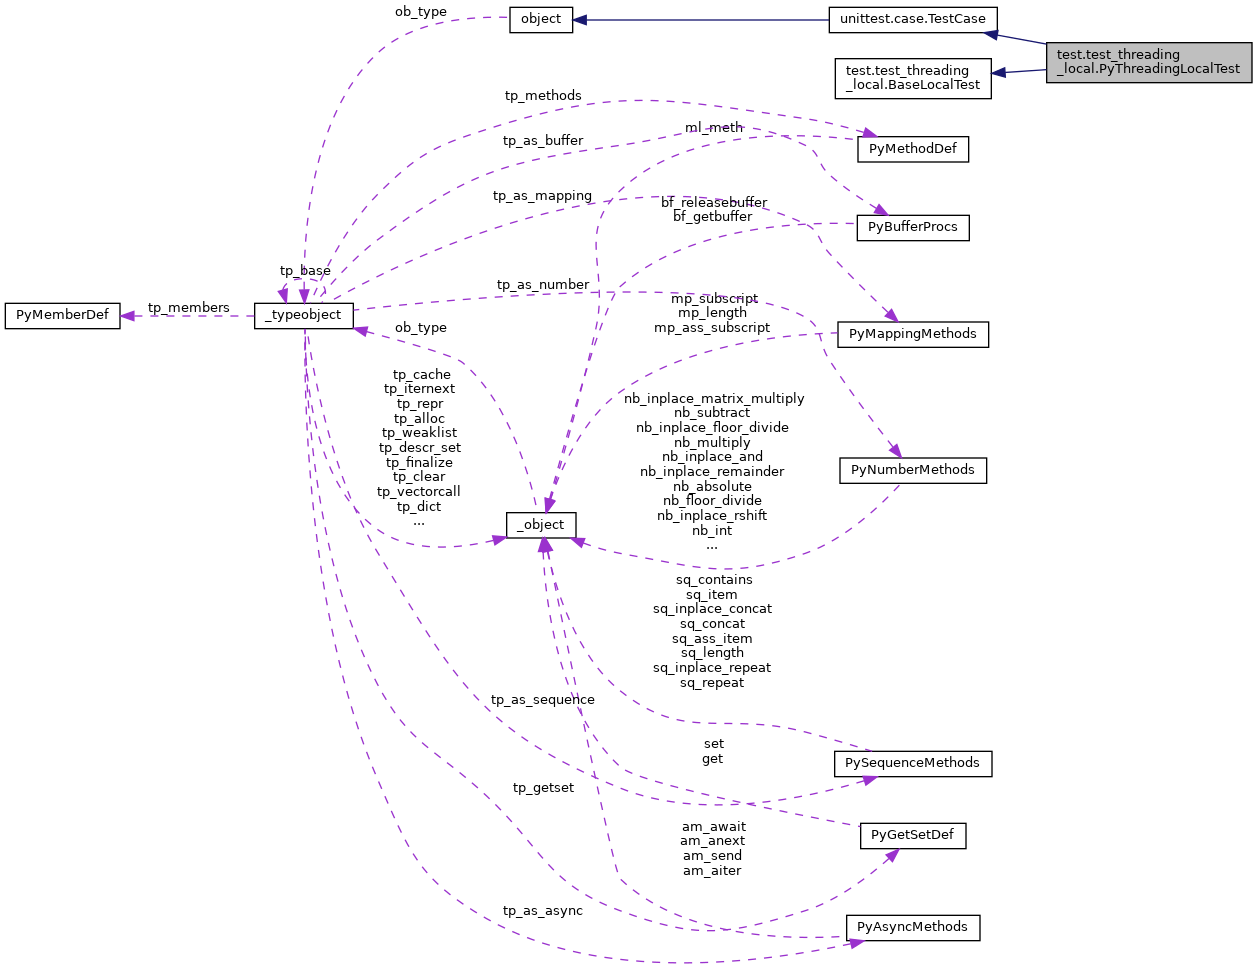 ob_type
object
unittest.case.TestCase
test.test_threading
_local.PyThreadingLocalTest
test.test_threading
_local.BaseLocalTest
tp_methods
ml_meth
tp_as_buffer
PyMethodDef
tp_as_mapping
bf_releasebuffer
bf_getbuffer
PyBufferProcs
tp_base
tp_as_number
mp_subscript
mp_length
mp_ass_subscript
PyMemberDef
tp_members
_typeobject
ob_type
PyMappingMethods
tp_cache
tp_iternext
tp_repr
tp_alloc
tp_weaklist
tp_descr_set
tp_finalize
tp_clear
tp_vectorcall
tp_dict
...
nb_inplace_matrix_multiply
nb_subtract
nb_inplace_floor_divide
nb_multiply
nb_inplace_and
nb_inplace_remainder
nb_absolute
nb_floor_divide
nb_inplace_rshift
nb_int
...
PyNumberMethods
_object
sq_contains
sq_item
sq_inplace_concat
sq_concat
sq_ass_item
sq_length
sq_inplace_repeat
sq_repeat
tp_as_sequence
set
get
PySequenceMethods
tp_getset
am_await
am_anext
am_send
am_aiter
PyGetSetDef
tp_as_async
PyAsyncMethods